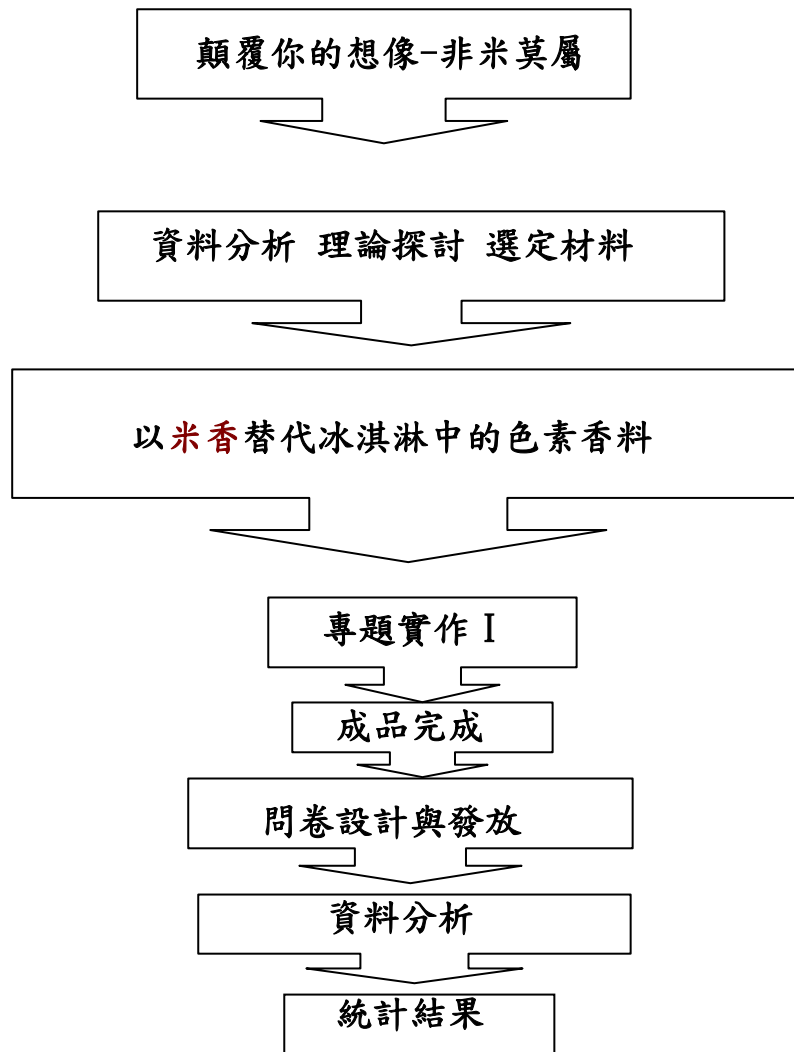 顛覆你的想像-非米莫屬
資料分析 理論探討 選定材料
以米香替代冰淇淋中的色素香料
專題實作Ⅰ
成品完成
問卷設計與發放
資料分析
統計結果